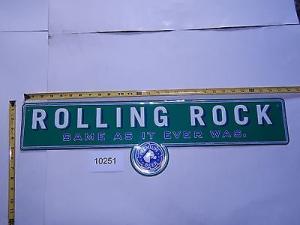 ROLLING ROCK
SAME AS IT EVER WAS.
10251